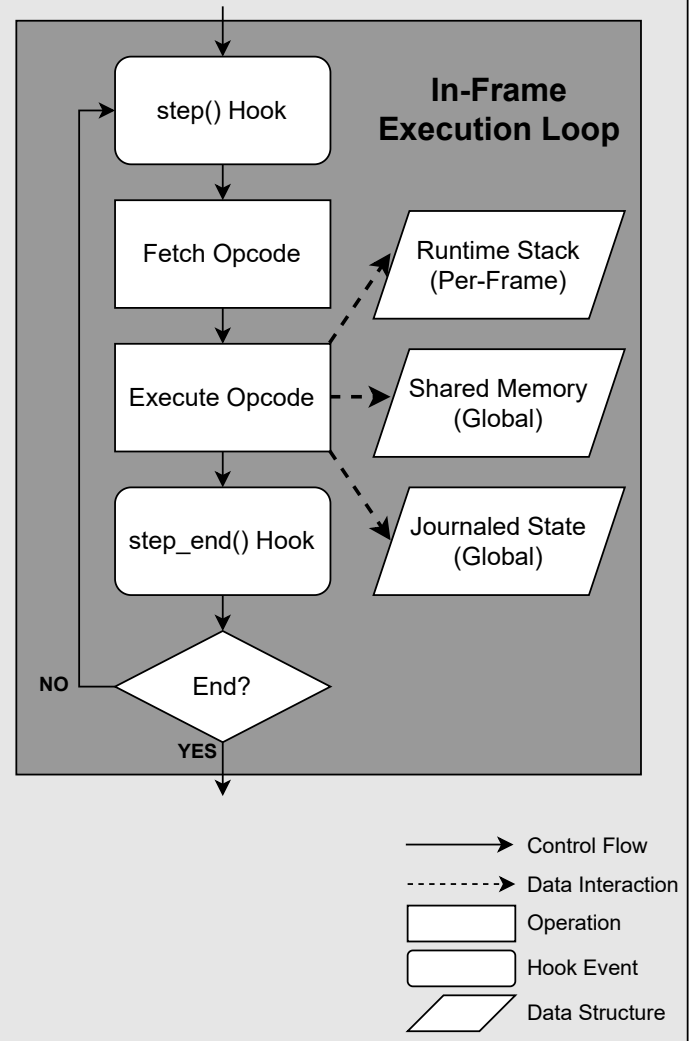 In-Frame
Execution Loop
step() Hook
Fetch Opcode
Runtime Stack
(Per-Frame)
Execute Opcode
Shared Memory
(Global)
step_end() Hook
Journaled State
(Global)
End?
NO
YES
Control Flow
Data Interaction
Operation
Hook Event
Data Structure